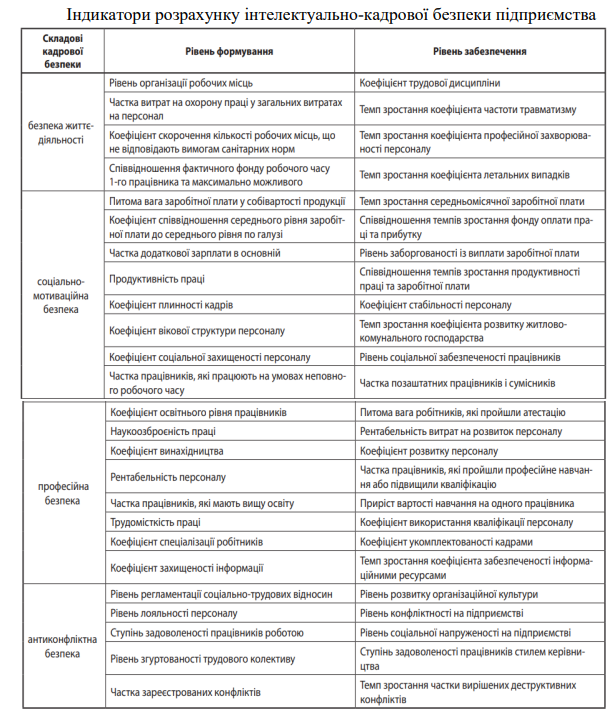 Індикатори розрахунку інтелектуально-кадрової безпеки підприємства
Складові
кадрової
безпеки
Рівень формування
Рівень забезпечення
безпека життє-
діяльності
Рівень організації робочих місць
Коефіцієнт трудової дисципліни
Частка витрат на охорону праці у загальних витратах
на персонал
Темп зростання коефіцієнта частоти травматизму
Коефіцієнт скорочення кількості робочих місць, що
не відповідають вимогам санітарних норм
Темп зростання коефіцієнта професійної захворюва-
ності персоналу
Співвідношення фактичного фонду робочого часу
1-го працівника та максимально можливого
Темп зростання коефіцієнта летальних випадків
соціально-
мотиваційна
безпека
Питома вага заробітної плати у собівартості продукції
Темп зростання середньомісячної заробітної плати
Коефіцієнт співвідношення середнього рівня заробіт-
ної плати до середнього рівня по галузі
Співвідношення темпів зростання фонду оплати пра-
ці та прибутку
Частка додаткової зарплати в основній
Рівень заборгованості із виплати заробітної плати
Продуктивність праці
Співвідношення темпів зростання продуктивності
праці та заробітної плати
Коефіцієнт плинності кадрів
Коефіцієнт стабільності персоналу
Коефіцієнт вікової структури персоналу
Темп зростання коефіцієнта розвитку житлово-
комунального господарства
Коефіцієнт соціальної захищеності персоналу
Рівень соціальної забезпеченості працівників
Частка працівників, які працюють на умовах неповно-
го робочого часу
Частка позаштатних працівників і сумісників
професійна
безпека
Коефіцієнт освітнього рівня працівників
Питома вага робітників, які пройшли атестацію
Наукоозброєність праці
Рентабельність витрат на розвиток персоналу
Коефіцієнт винахідництва
Коефіцієнт розвитку персоналу
Рентабельність персоналу
Частка працівників, які пройшли професійне навчан-
ня або підвищили кваліфікацію
Частка працівників, які мають вищу освіту
Приріст вартості навчання на одного працівника
Трудомісткість праці
Коефіцієнт використання кваліфікації персоналу
Коефіцієнт спеціалізації робітників
Коефіцієнт укомплектованості кадрами
Коефіцієнт захищеності інформації
Темп зростання коефіцієнта забезпеченості інформа-
ційними ресурсами
антиконфліктна
безпека
Рівень регламентації соціально-трудових відносин
Рівень розвитку організаційної культури
Рівень лояльності персоналу
Рівень конфліктності на підприємстві
Ступінь задоволеності працівників роботою
Рівень соціальної напруженості на підприємстві
Рівень згуртованості трудового колективу
Ступінь задоволеності працівників стилем керівни-
цтва
Частка зареєстрованих конфліктів
Темп зростання частки вирішених деструктивних
конфліктів